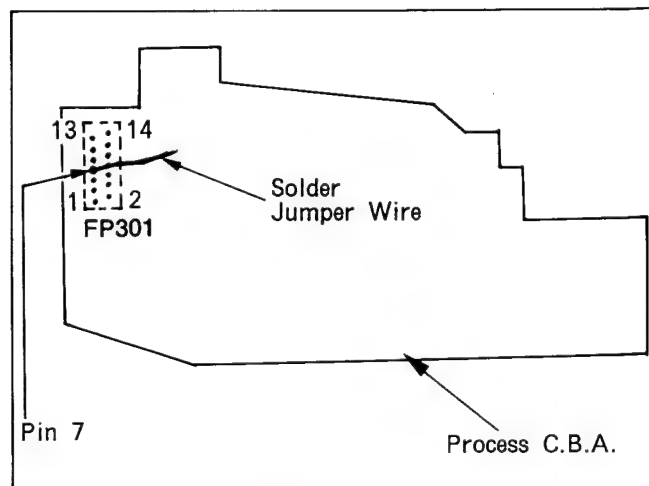 13 14
1 2
FP301
Solder
Jumper Wire
Pin 7
Process C.B.A.